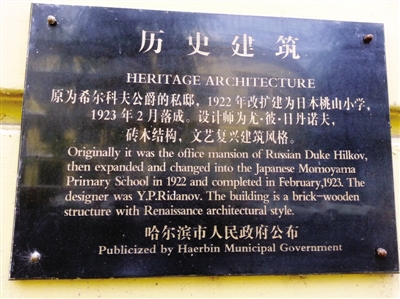 历史建筑
HERITAGE ARCHITECTURE
原为希尔科夫公爵的私邸，1922年改扩建为日本桃山小学，
1923年2月落成。设计师为尤·彼·日丹诺夫，
砖木结构，文艺复兴建筑风格。
Originally it was the office mansion of Russian Duke Hilkov,
then expanded and changed into the Japanese Momoyama
Primary School in 1922 and completed in February,1923. The
designer was Y.P.Ridanov. The building is a brick-wooden
structure with Renaissance architectural style.
哈尔滨市人民政府公布
Publicized by Haerbin Municipal Government